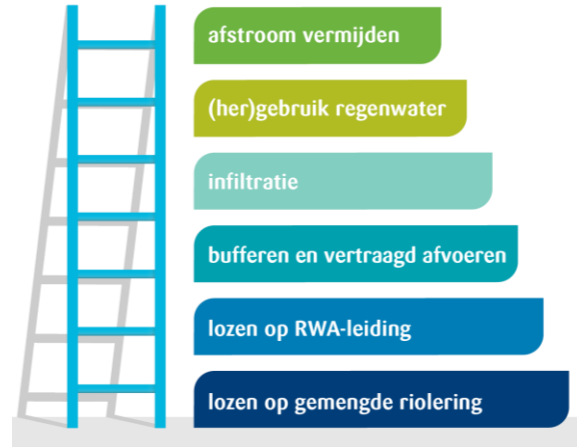 afstroom vermijden
(her)gebruik regenwater
infiltratie
bufferen en vertraagd afvoeren
lozen op RWA-leiding
lozen op gemengde riolering